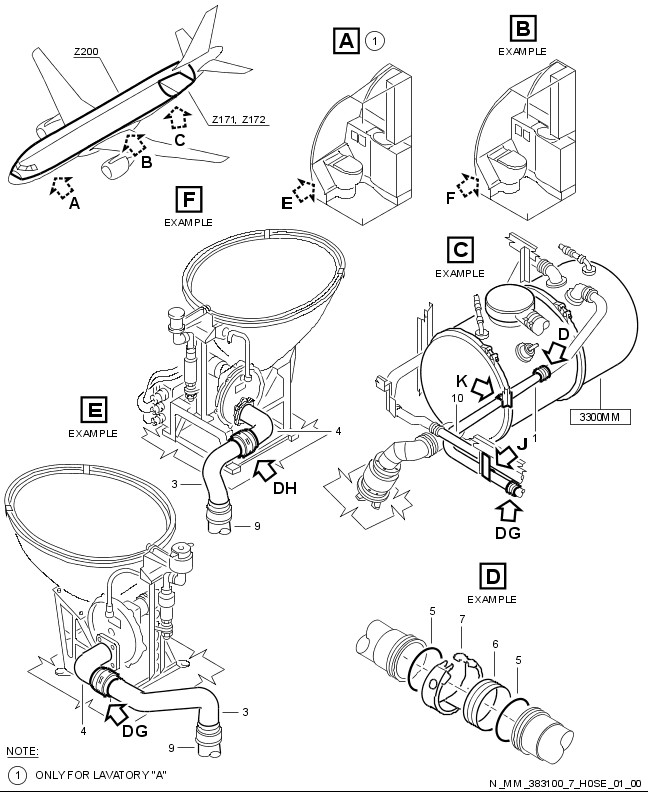 Z200
Z171, Z172
A
B
C
A 1
B
EXAMPLE
E
F
F
EXAMPLE
C
EXAMPLE
D
K
10
1
3300MM
J
DG
E
EXAMPLE
4
DH
3
9
D
EXAMPLE
5
7
6
5
4
DG
3
9
NOTE:
1 ONLY FOR LAVATORY "A"
N_MM_383100_7_H0SE_01_00